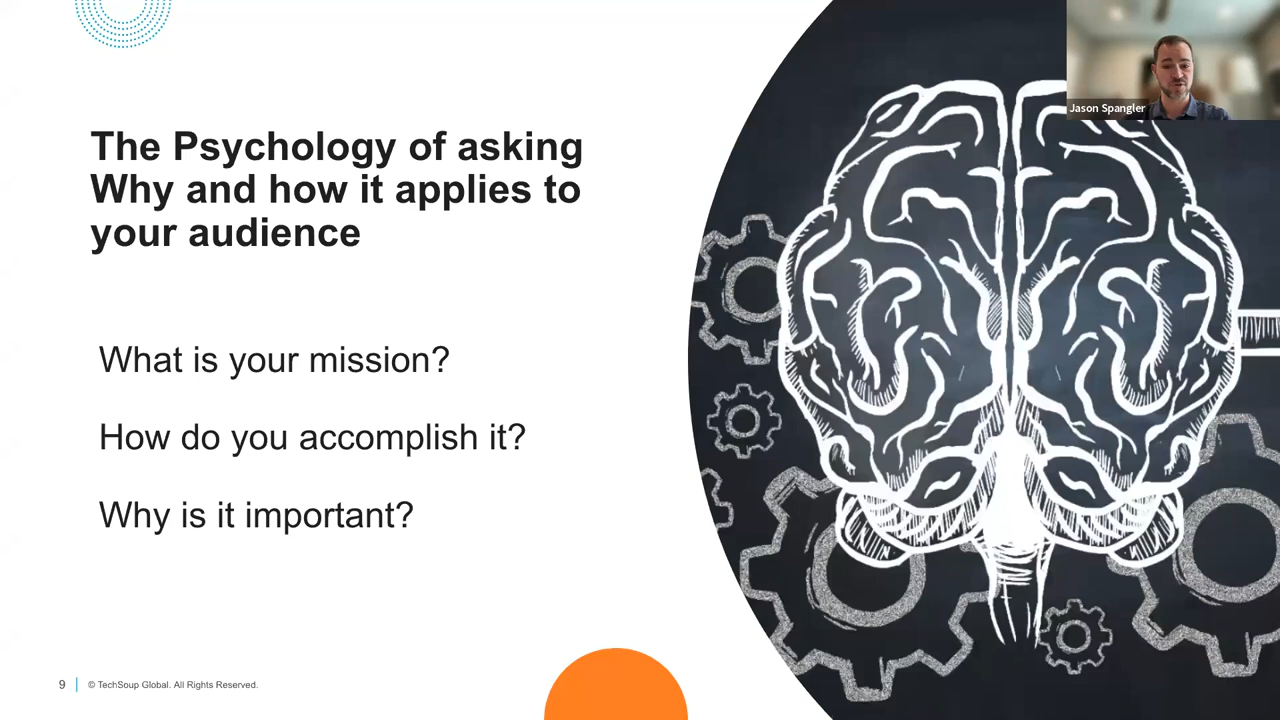 Jason Spangler
The Psychology of asking
Why and how it applies to
your audience
What is your mission?
How do you accomplish it?
Why is it important?
9
© TechSoup Global. All Rights Reserved.